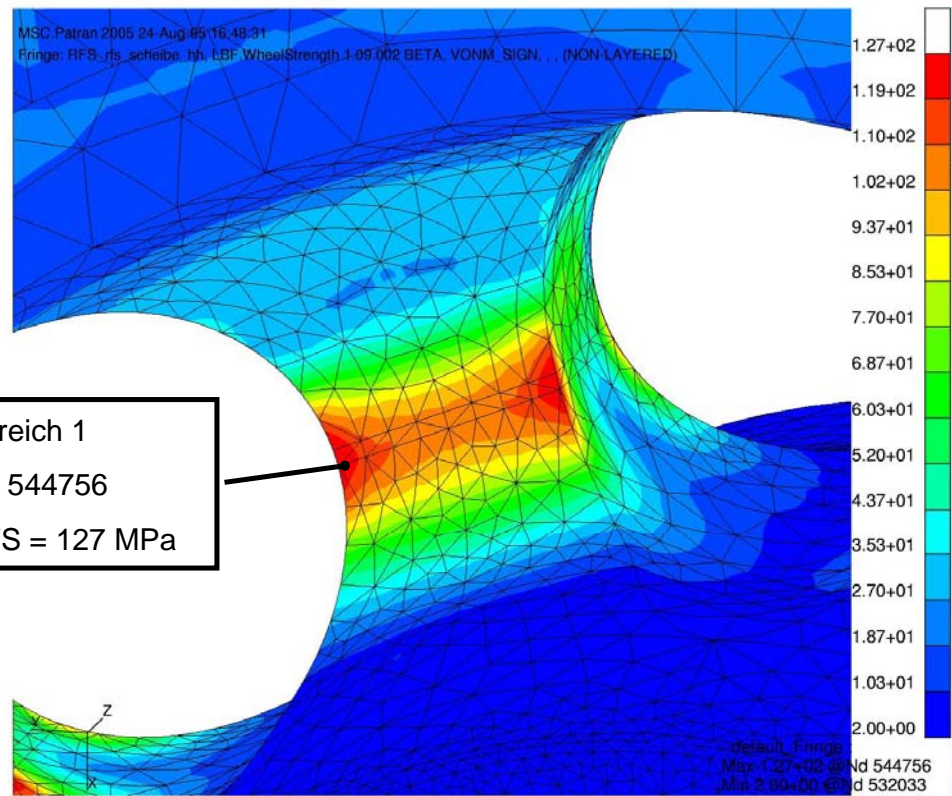 MSC.Patran 2005 24-Aug-05 16:48:31
Fringe: RFS_rfs_scheibe_hh, LBF.WheelStrength 1.09.002 BETA, VONM_SIGN, , , (NON-LAYERED)
1.27+02
1.19+02
1.10+02
1.02+02
9.37+01
8.53+01
7.70+01
6.87+01
6.03+01
5.20+01
4.37+01
3.53+01
2.70+01
1.87+01
1.03+01
2.00+00
reich 1
544756
S = 127 MPa
Y
Z
X
default_Fringe :
Max 1.27+02 @Nd 544756
Min 2.00+00 @Nd 532033